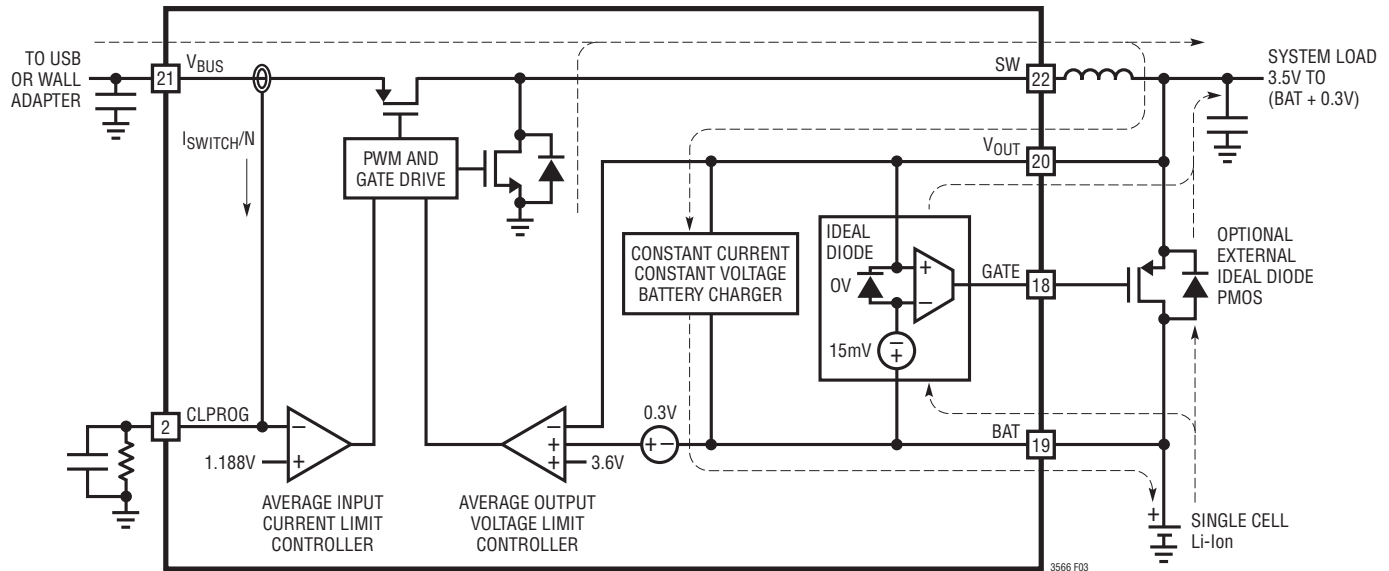 TO USB
OR WALL
ADAPTER
21
VBUS
SW
22
SYSTEM LOAD
3.5V TO
(BAT + 0.3V)
ISWITCH/N
PWM AND
GATE DRIVE
VOUT
20
CONSTANT CURRENT
CONSTANT VOLTAGE
BATTERY CHARGER
IDEAL
DIODE
0V
+
−
15mV
−
+
GATE
18
OPTIONAL
EXTERNAL
IDEAL DIODE
PMOS
2
CLPROG
−
+
1.188V
AVERAGE INPUT
CURRENT LIMIT
CONTROLLER
−
+
+
3.6V
0.3V
+ −
AVERAGE OUTPUT
VOLTAGE LIMIT
CONTROLLER
BAT
19
+
SINGLE CELL
Li-Ion
3566 F03